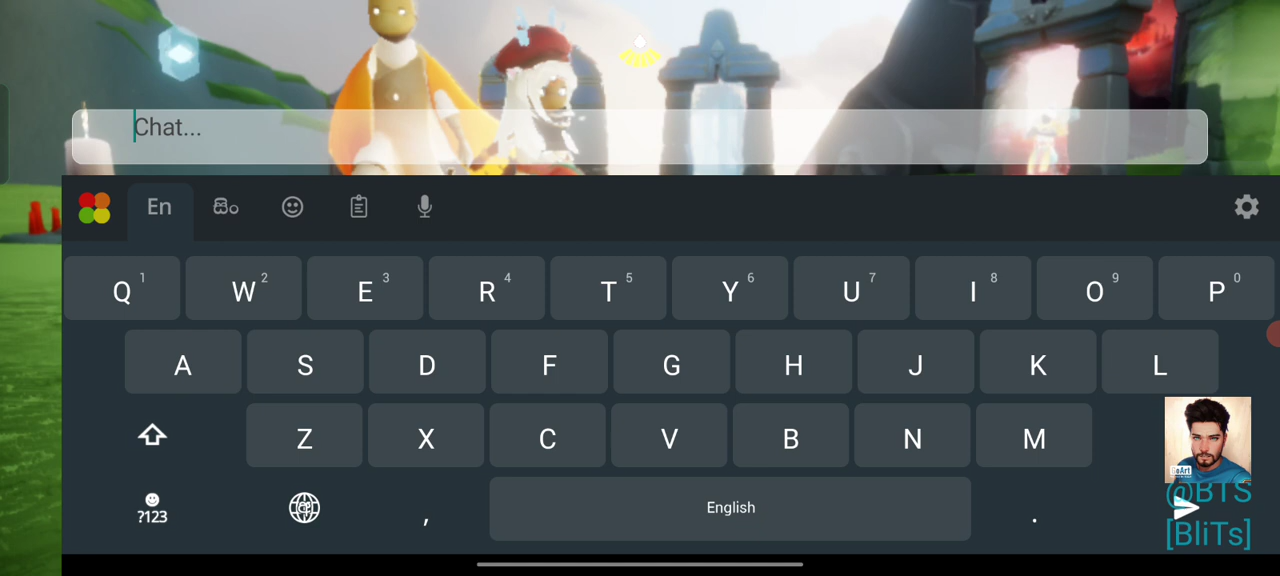 Chat...
En සිං
Q 1 W 2 E 3 R 4 T 5 Y 6 U 7 I 8 O 9 P 0
A S D F G H J K L
Z X C V B N M
?123 , English .
@BTS
[BliTs]